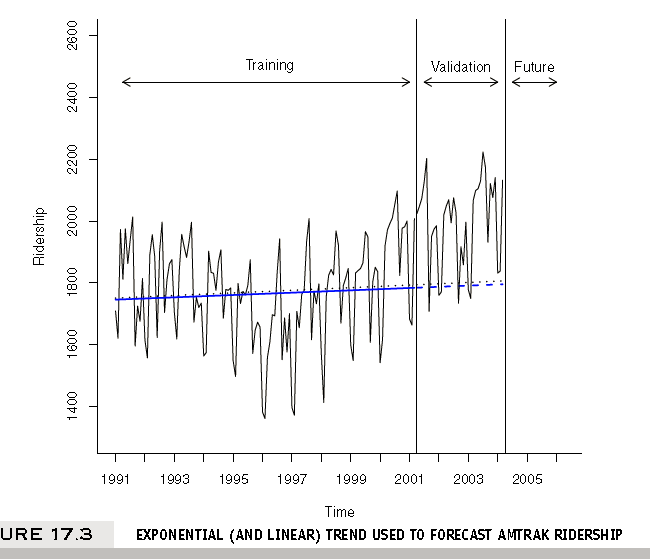 2600
2400
2200
2000
1800
1600
1400
Ridership
Training
Validation
Future
1991
1993
1995
1997
1999
2001
2003
2005
Time
URE 17.3
EXPONENTIAL (AND LINEAR) TREND USED TO FORECAST AMTRAK RIDERSHIP